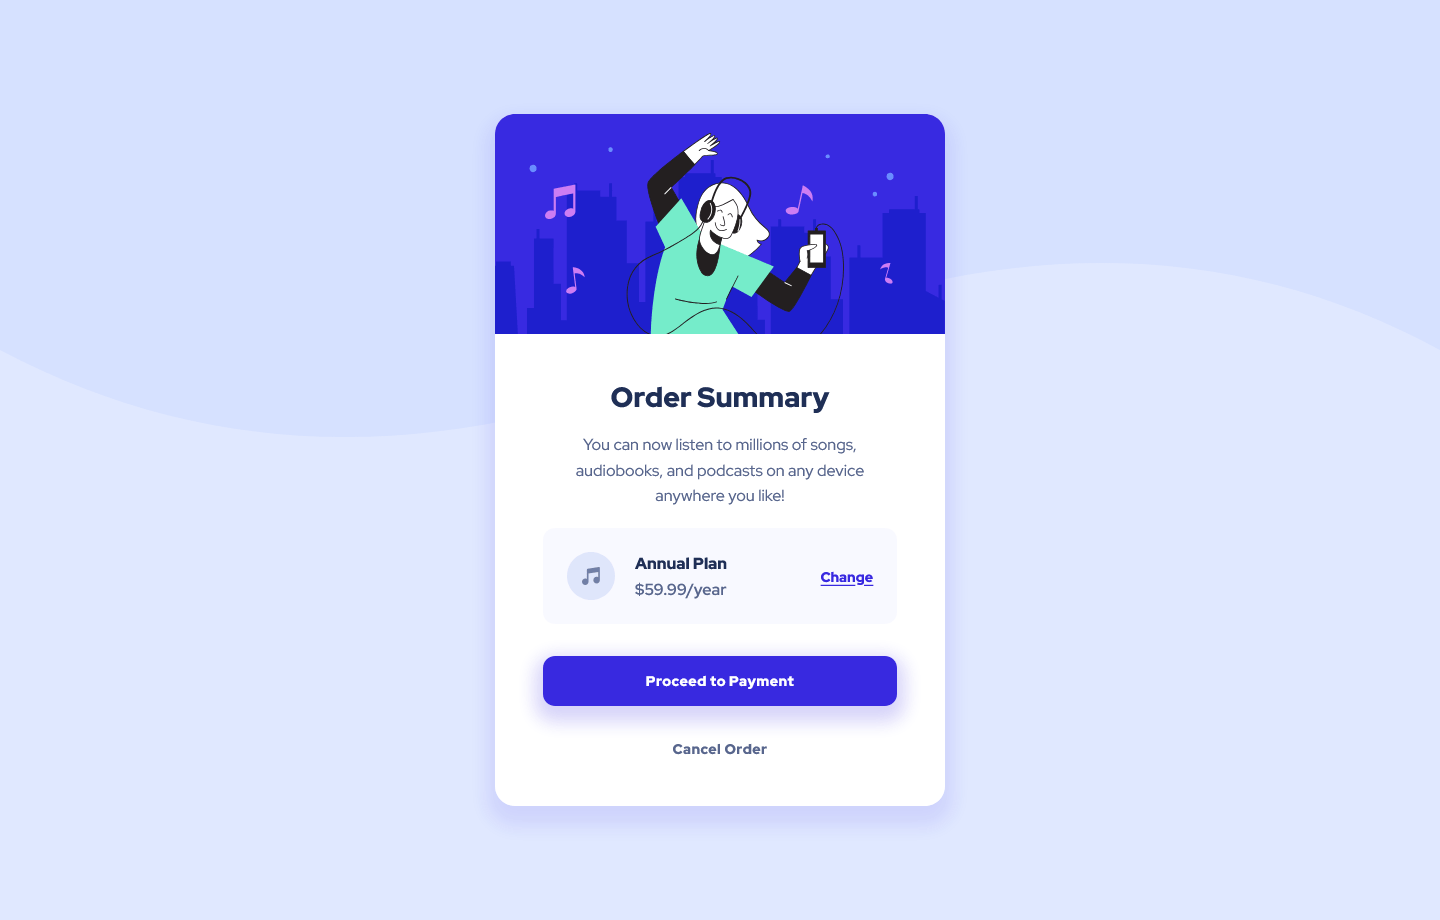 Order Summary
You can now listen to millions of songs,
audiobooks, and podcasts on any device
anywhere you like!
Annual Plan
$59.99/year
Change
Proceed to Payment
Cancel Order